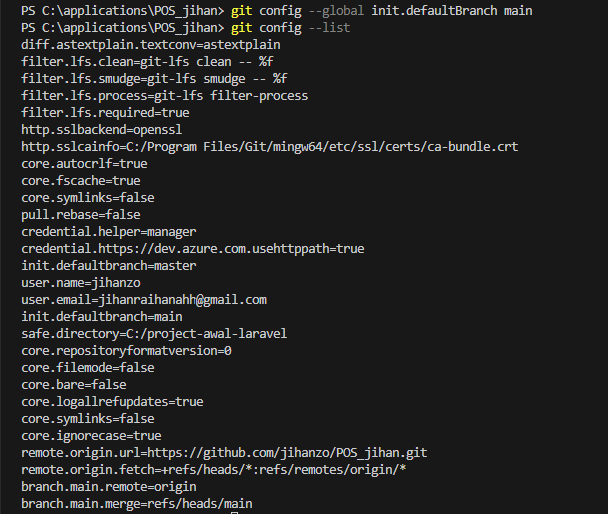 PS C:\applications\POS_jihan> git config --global init.defaultBranch main
PS C:\applications\POS_jihan> git config --list
diff.astextplain.textconv=astextplain
filter.lfs.clean=git-lfs clean -- %f
filter.lfs.smudge=git-lfs smudge -- %f
filter.lfs.process=git-lfs filter-process
filter.lfs.required=true
http.sslbackend=openssl
http.sslcainfo=C:/Program Files/Git/mingw64/etc/ssl/certs/ca-bundle.crt
core.autocrlf=true
core.fscache=true
core.symlinks=false
pull.rebase=false
credential.helper=manager
credential.https://dev.azure.com.usehttppath=true
init.defaultbranch=master
user.name=jihanzo
user.email=jihanraihanahh@gmail.com
init.defaultbranch=main
safe.directory=C:/project-awal-laravel
core.repositoryformatversion=0
core.filemode=false
core.bare=false
core.logallrefupdates=true
core.symlinks=false
core.ignorecase=true
remote.origin.url=https://github.com/jihanzo/POS_jihan.git
remote.origin.fetch=+refs/heads/*:refs/remotes/origin/*
branch.main.remote=origin
branch.main.merge=refs/heads/main